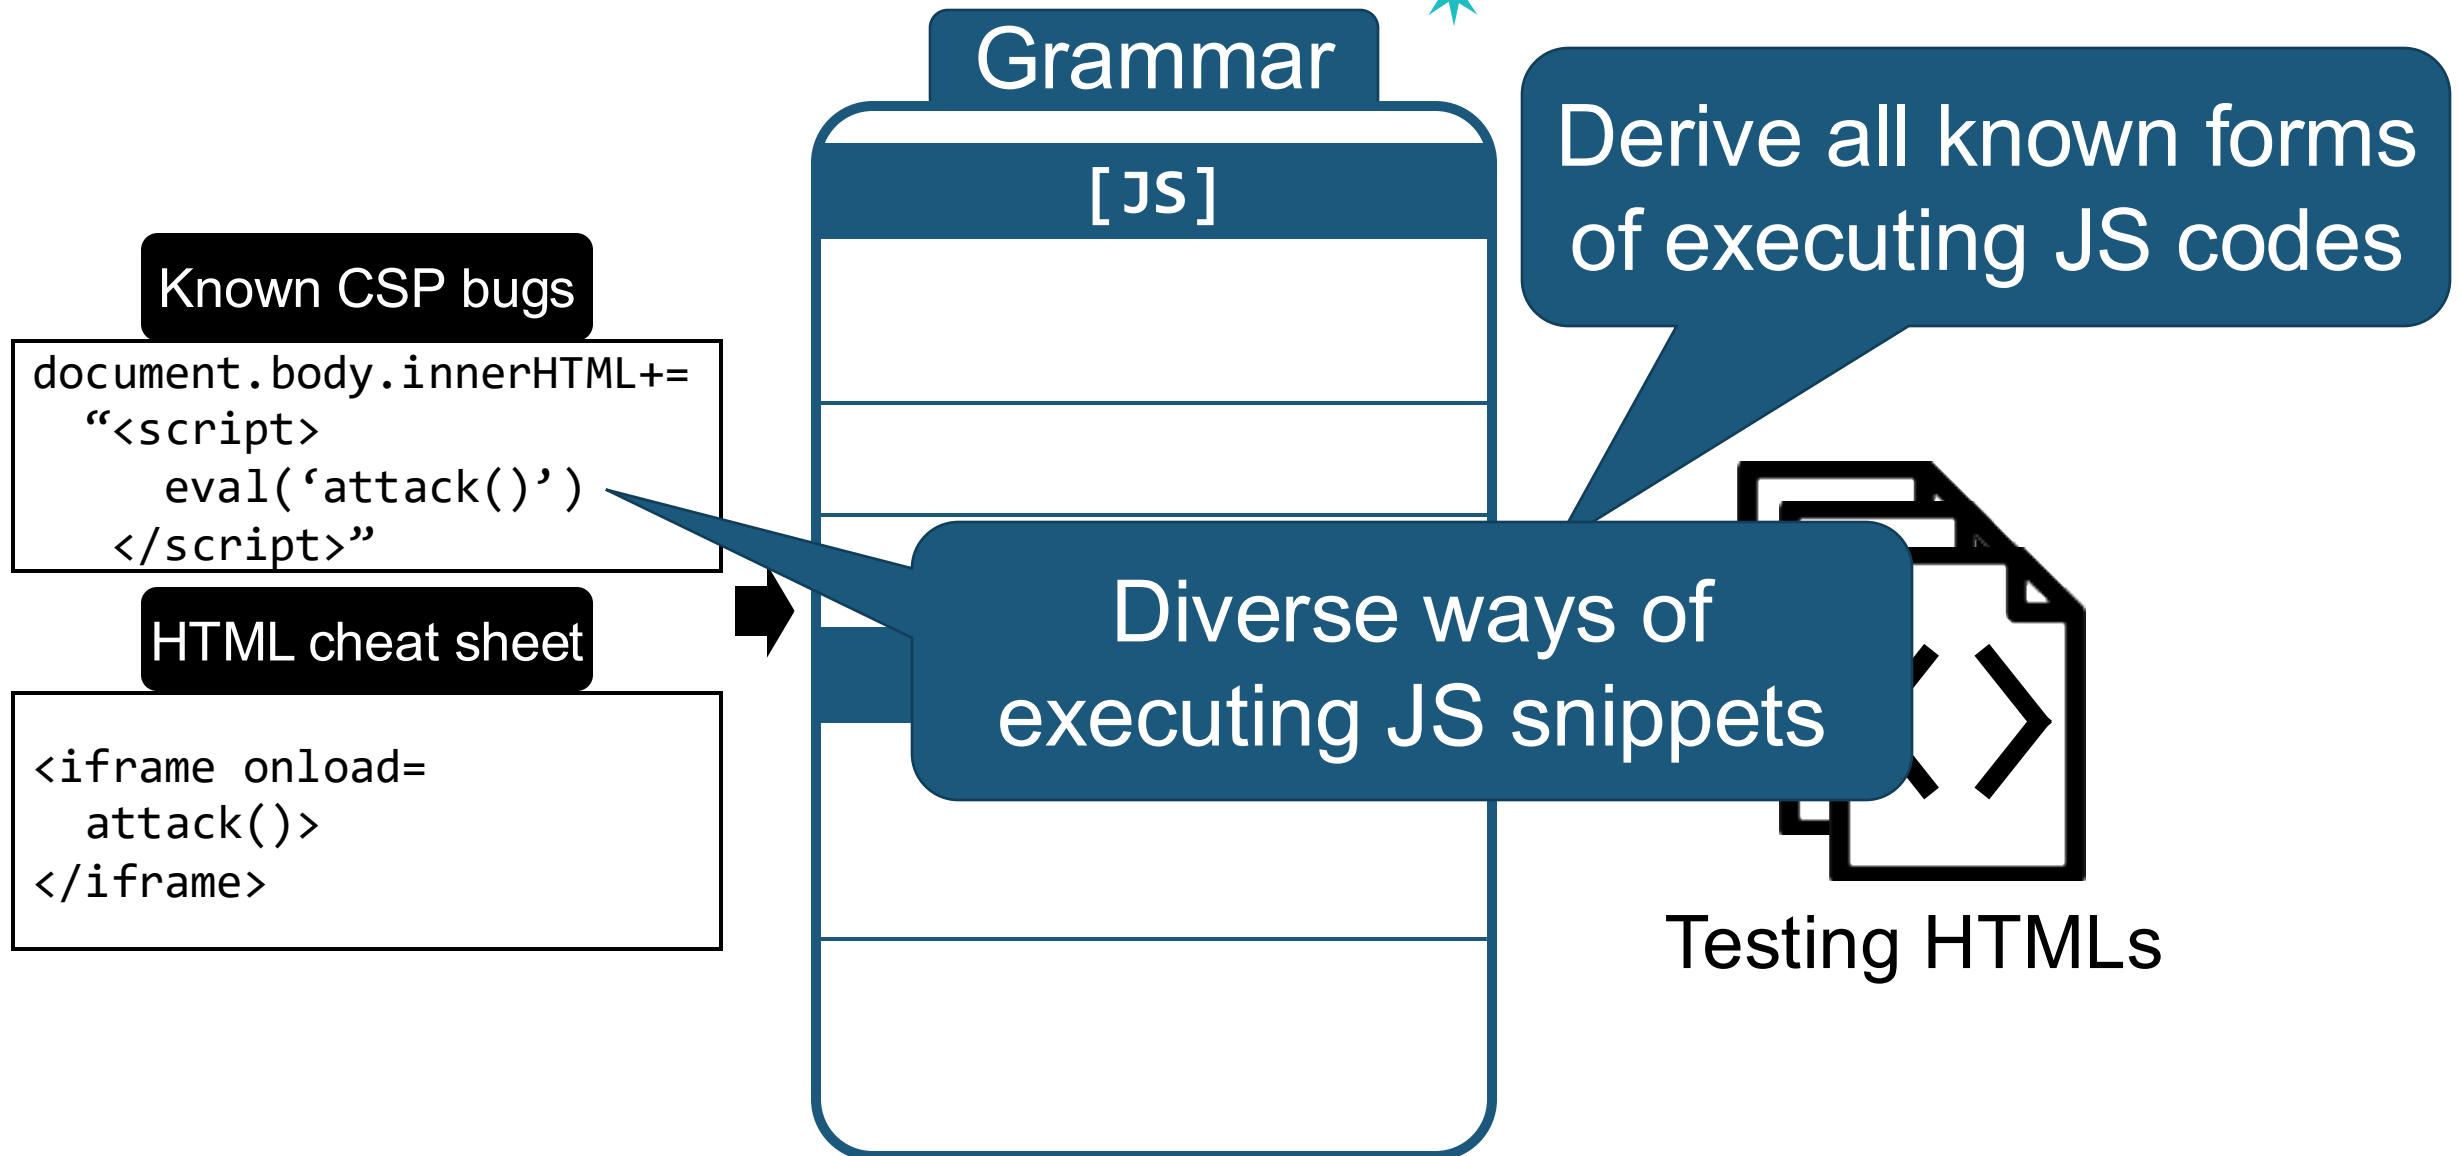 Grammar
[JS]
Derive all known forms
of executing JS codes
Known CSP bugs
document.body.innerHTML+=
“<script>
eval(‘attack()’)
</script>”
HTML cheat sheet
<iframe onload=
attack()>
</iframe>
Diverse ways of
executing JS snippets
Testing HTMLs